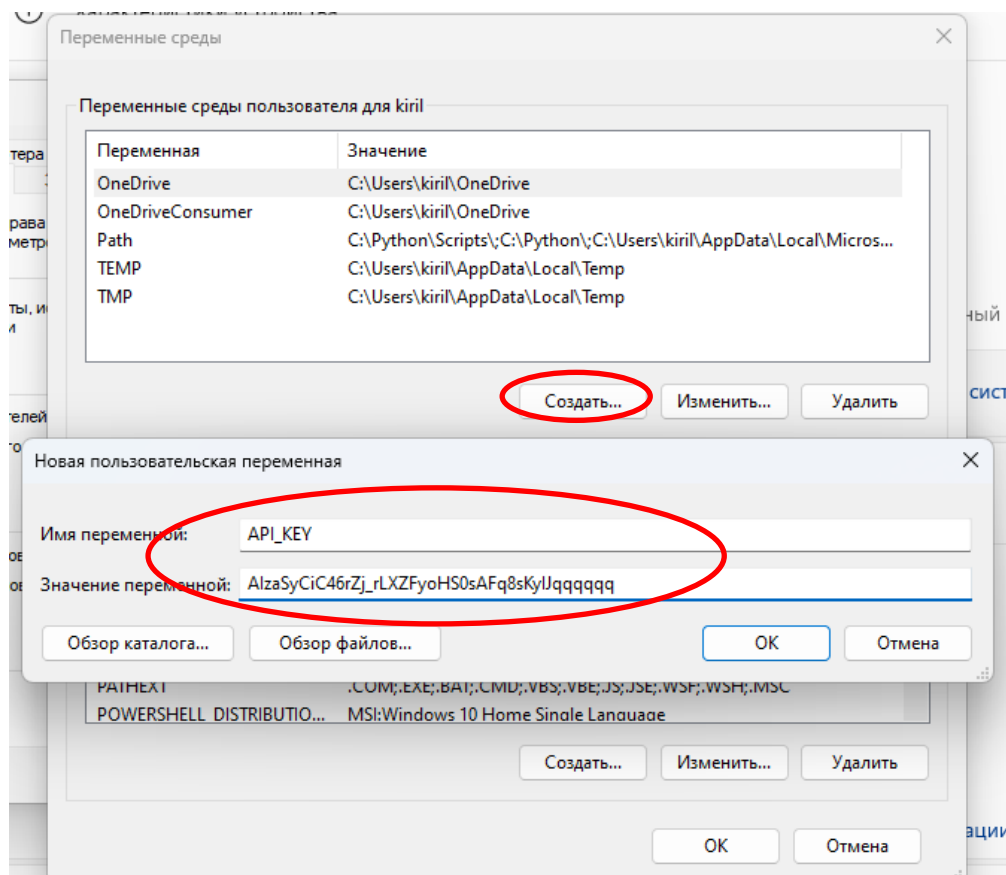 Переменные среды
Переменные среды пользователя для kiril
Переменная Значение
OneDrive C:\Users\kiril\OneDrive
OneDriveConsumer C:\Users\kiril\OneDrive
Path C:\Python\Scripts\;C:\Python\;C:\Users\kiril\AppData\Local\Micros...
TEMP C:\Users\kiril\AppData\Local\Temp
TMP C:\Users\kiril\AppData\Local\Temp
Создать... Изменить... Удалить
Новая пользовательская переменная
Имя переменной: API_KEY
Значение переменной: AIzaSyCiC46rZj_rLXZFyoHS0sAFq8sKyIJqqqqqq
Обзор каталога... Обзор файлов... ОК Отмена
PATHEXT .COM;.EXE;.BAT;.CMD;.VBS;.VBE;.JS;.JSE;.WSF;.WSH;.MSC
POWERSHELL_DISTRIBUTIO... MSI:Windows 10 Home Single Language
Создать... Изменить... Удалить
ОК Отмена